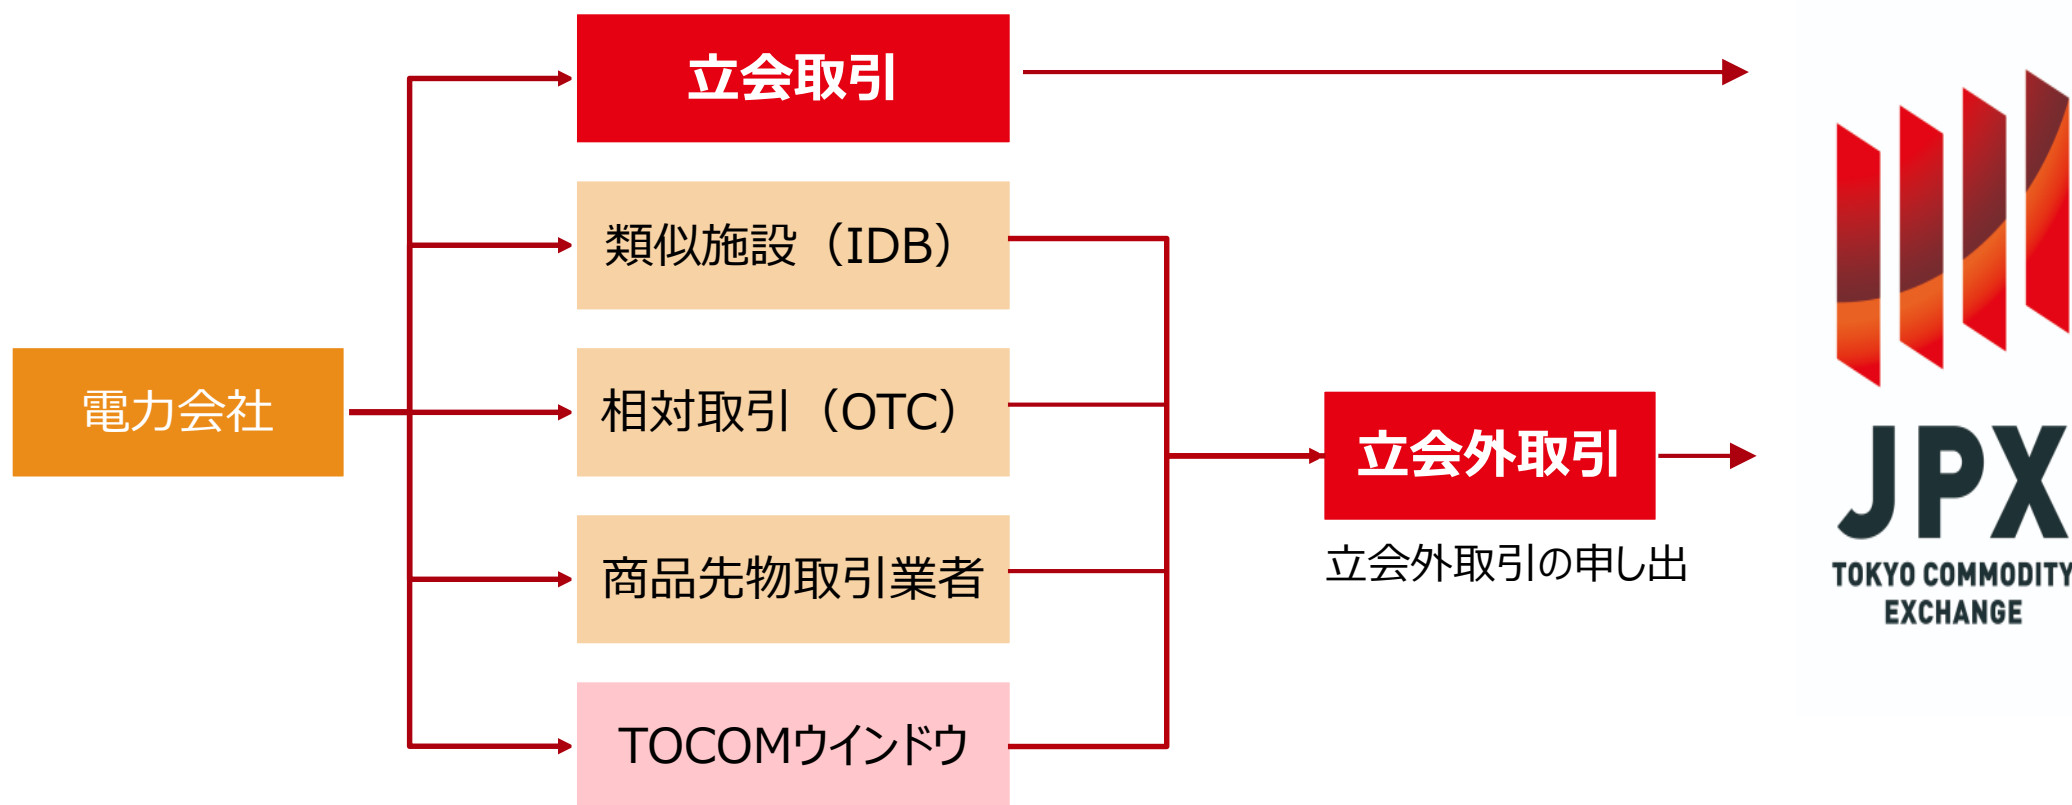 立会取引
類似施設（IDB）
電力会社
相対取引（OTC）
商品先物取引業者
TOCOMウインドウ
立会外取引
立会外取引の申し出
JPX
TOKYO COMMODITY
EXCHANGE